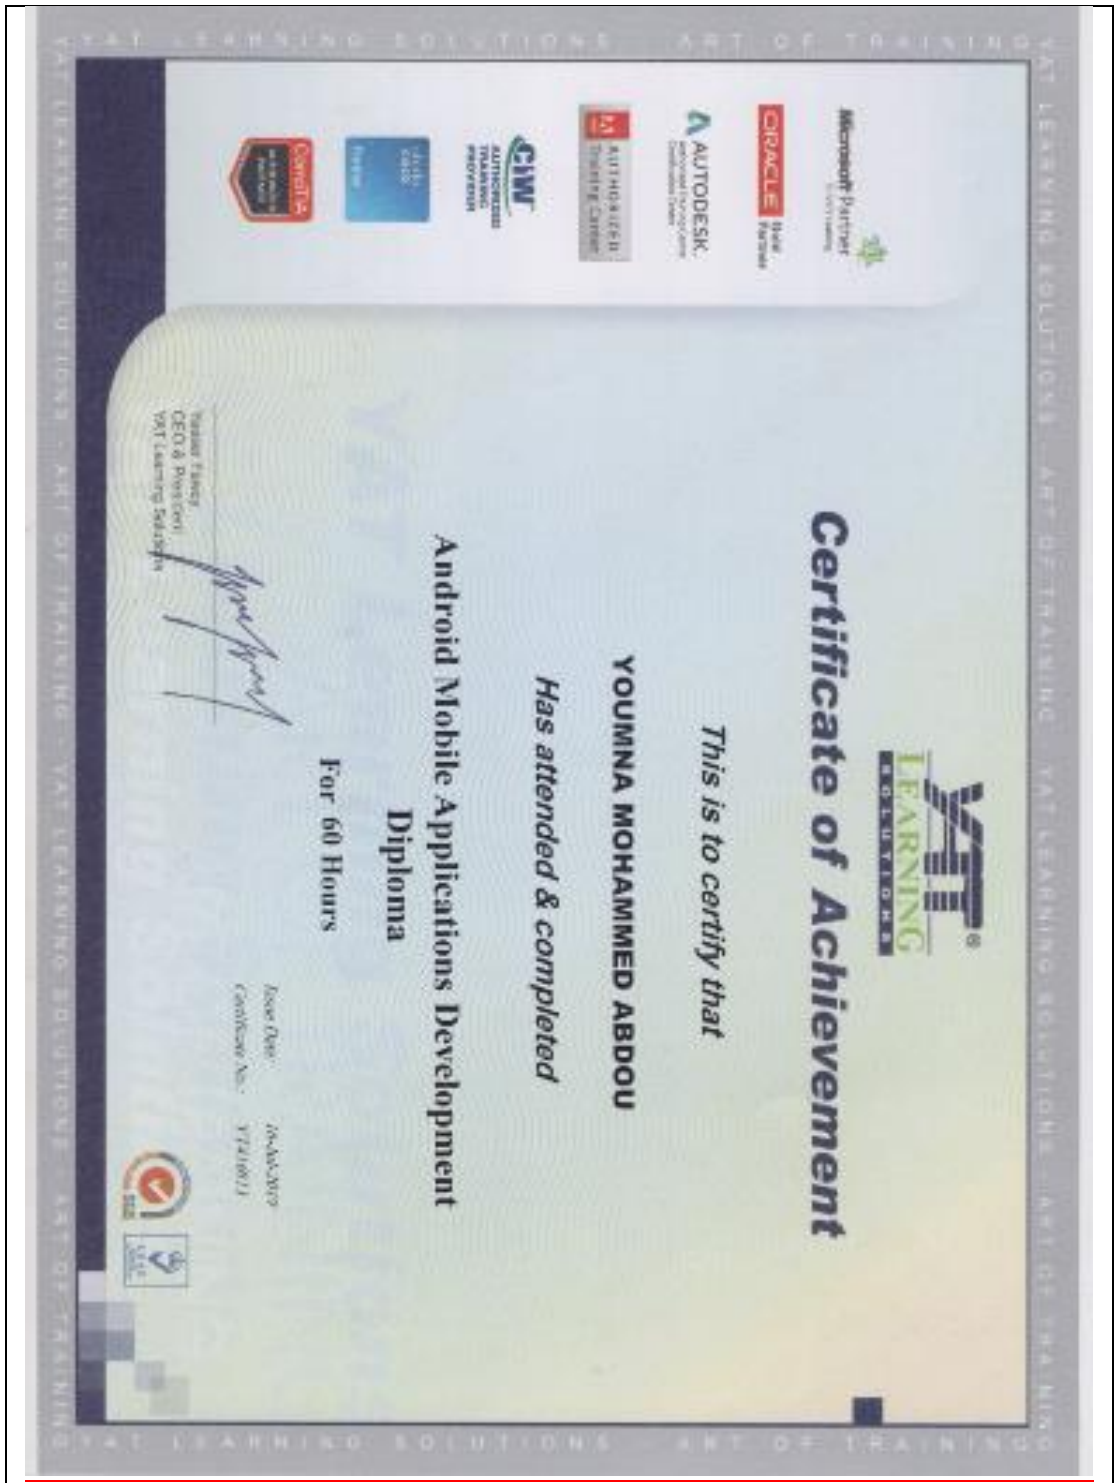 YAT LEARNING SOLUTIONS - ART OF TRAINING
YAT®
LEARNING
SOLUTIONS
Certificate of Achievement
This is to certify that
YOUMNA MOHAMMED ABDOU
Has attended & completed
Android Mobile Applications Development
Diploma
For 60 Hours
Issue Date:
Certificate No.:
CEO & President
YAT Learning Solutions
Microsoft Partner
ORACLE
Partner
AUTODESK.
AUTHORIZED
Training Center
CIW
AUTHORIZED
TRAINING
PROVIDER
CompTIA
SGS